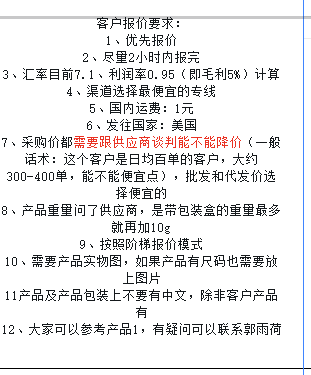 客户报价要求：
1、优先报价
2、尽量2小时内报完
3、汇率目前7.1、利润率0.95（即毛利5%）计算
4、渠道选择最便宜的专线
5、国内运费：1元
6、发往国家：美国
7、采购价都需要跟供应商谈判能不能降价（一般
话术：这个客户是日均百单的客户，大约
300-400单，能不能便宜点），批发和代发价选
择便宜的
8、产品重量问了供应商，是带包装盒的重量最多
就再加10g
9、按照阶梯报价模式
10、需要产品实物图，如果产品有尺码也需要放
上图片
11产品及产品包装上不要有中文，除非客户产品
有
12、大家可以参考产品1，有疑问可以联系郭雨荷